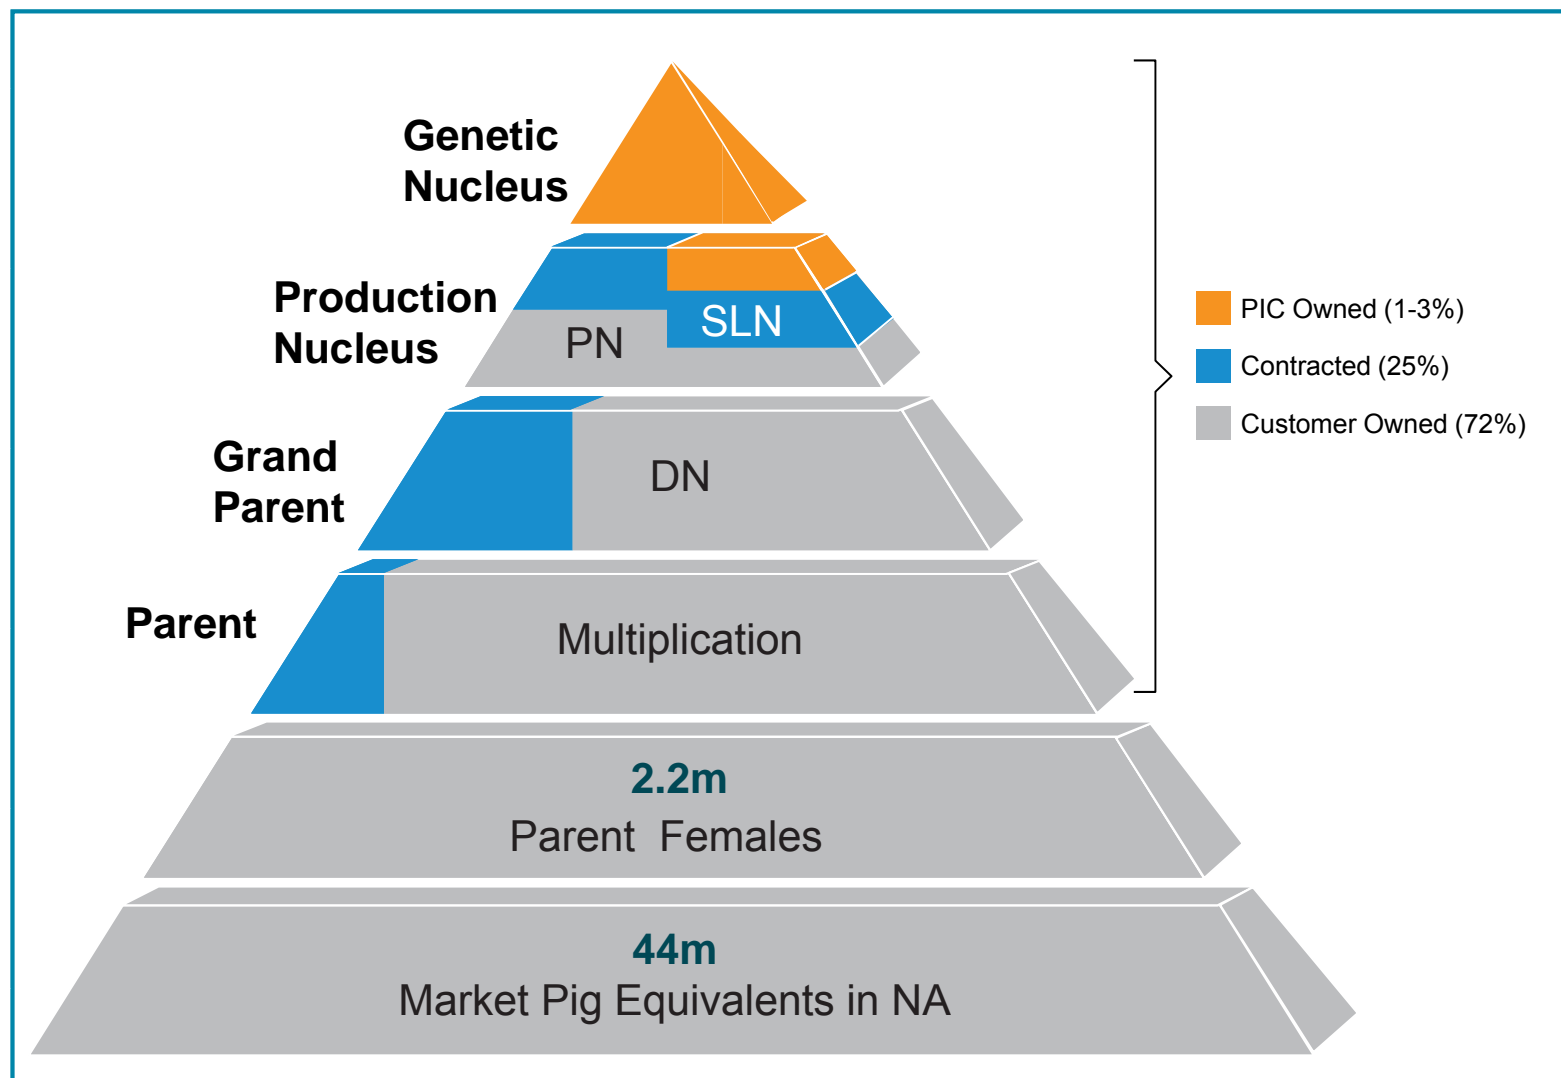 Genetic
Nucleus
Production
Nucleus
PN
SLN
Grand
Parent
DN
Parent
Multiplication
2.2m
Parent Females
44m
Market Pig Equivalents in NA
PIC Owned (1-3%)
Contracted (25%)
Customer Owned (72%)